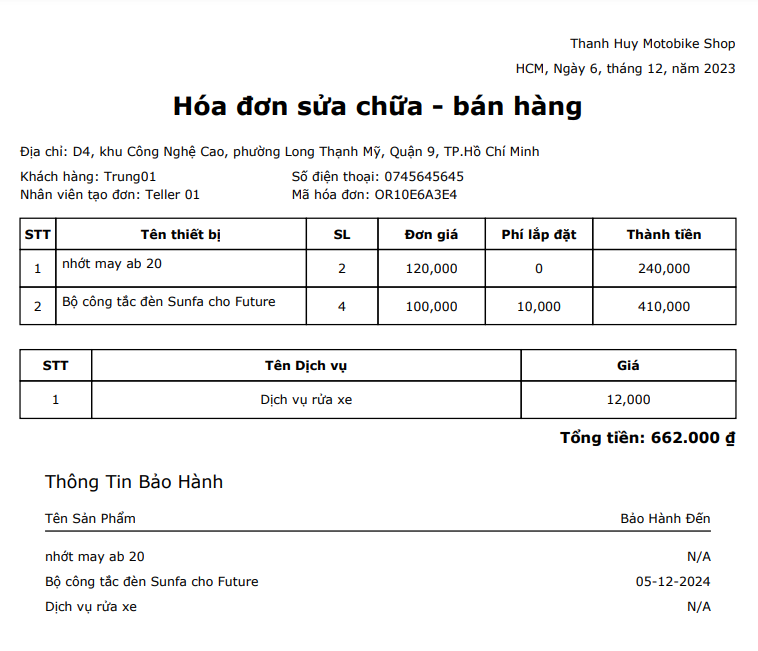 Thanh Huy Motobike Shop
HCM, Ngày 6, tháng 12, năm 2023
Hóa đơn sửa chữa - bán hàng
Địa chỉ: D4, khu Công Nghệ Cao, phường Long Thạnh Mỹ, Quận 9, TP.Hồ Chí Minh
Khách hàng: Trung01 Số điện thoại: 0745645645
Nhân viên tạo đơn: Teller 01 Mã hóa đơn: OR10E6A3E4
STT Tên thiết bị SL Đơn giá Phí lắp đặt Thành tiền
1 nhớt may ab 20 2 120,000 0 240,000
2 Bộ công tắc đèn Sunfa cho Future 4 100,000 10,000 410,000
STT Tên Dịch vụ Giá
1 Dịch vụ rửa xe 12,000
Tổng tiền: 662.000 ₫
Thông Tin Bảo Hành
Tên Sản Phẩm Bảo Hành Đến
nhớt may ab 20 N/A
Bộ công tắc đèn Sunfa cho Future 05-12-2024
Dịch vụ rửa xe N/A